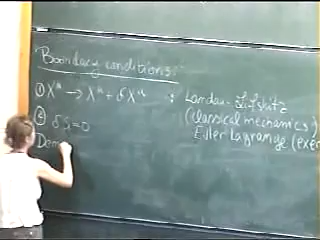 Boundary conditions:
① X^μ → X^μ + δX^μ : Landau-Lifshitz
(classical mechanics)
② δS=0 Euler Lagrange (exer
Dem